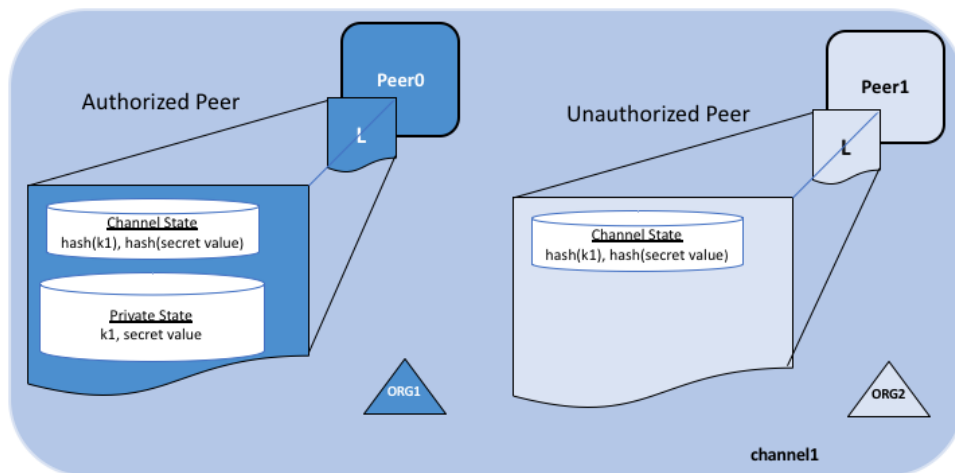 Peer0
Authorized Peer
L
Channel State
hash(k1), hash(secret value)
Private State
k1, secret value
ORG1
Peer1
Unauthorized Peer
L
Channel State
hash(k1), hash(secret value)
ORG2
channel1